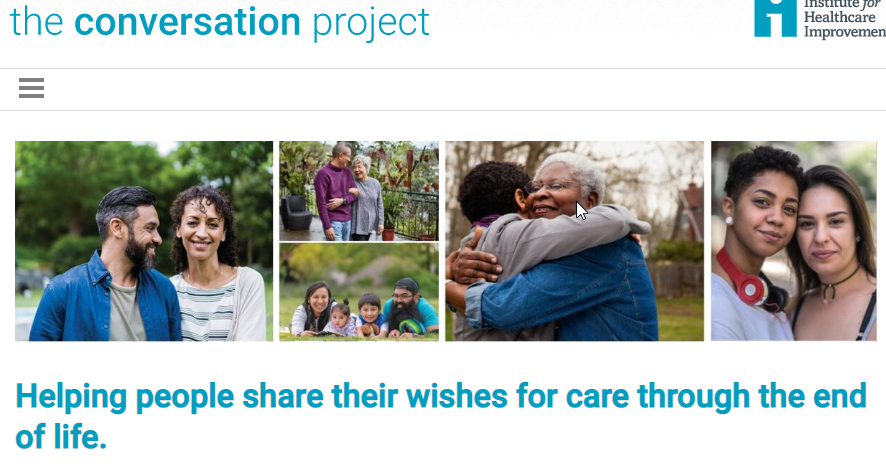 the conversation project
Institute for
Healthcare
Improvemen
Helping people share their wishes for care through the end
of life.